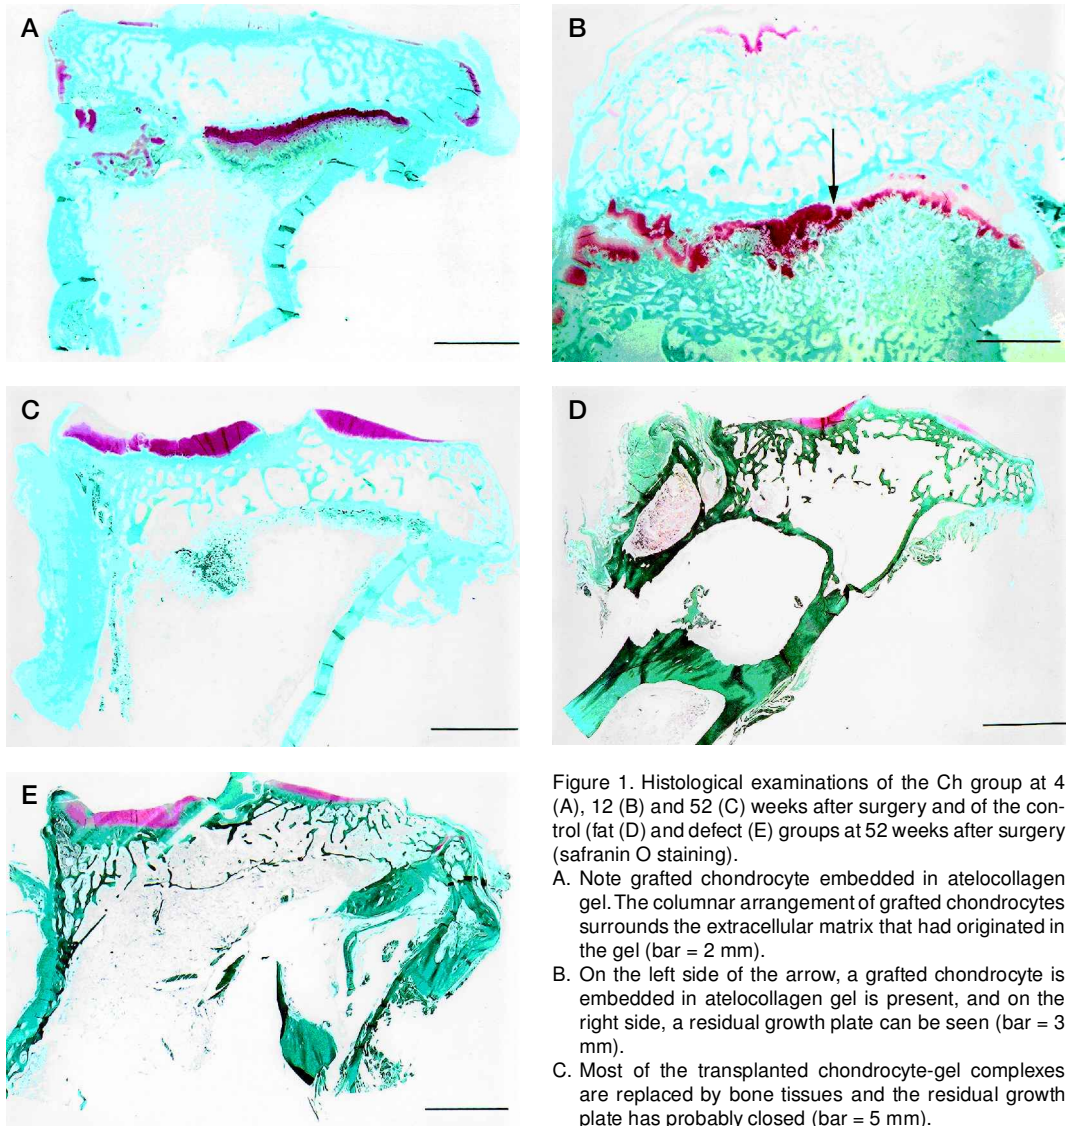 A
B
C
D
E
Figure 1. Histological examinations of the Ch group at 4
(A), 12 (B) and 52 (C) weeks after surgery and of the con-
trol (fat (D) and defect (E) groups at 52 weeks after surgery
(safranin O staining).
A. Note grafted chondrocyte embedded in atelocollagen
gel. The columnar arrangement of grafted chondrocytes
surrounds the extracellular matrix that had originated in
the gel (bar = 2 mm).
B. On the left side of the arrow, a grafted chondrocyte is
embedded in atelocollagen gel is present, and on the
right side, a residual growth plate can be seen (bar = 3
mm).
C. Most of the transplanted chondrocyte-gel complexes
are replaced by bone tissues and the residual growth
plate has probably closed (bar = 5 mm).